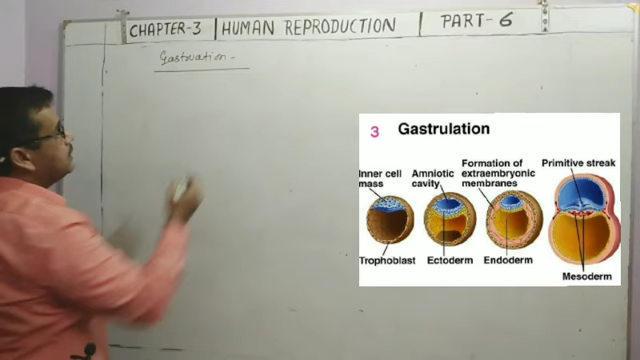 CHAPTER-3 HUMAN REPRODUCTION PART-6
Gastruation -
3 Gastrulation
Inner cell mass
Amniotic cavity
Formation of extraembryonic membranes
Primitive streak
Trophoblast
Ectoderm
Endoderm
Mesoderm